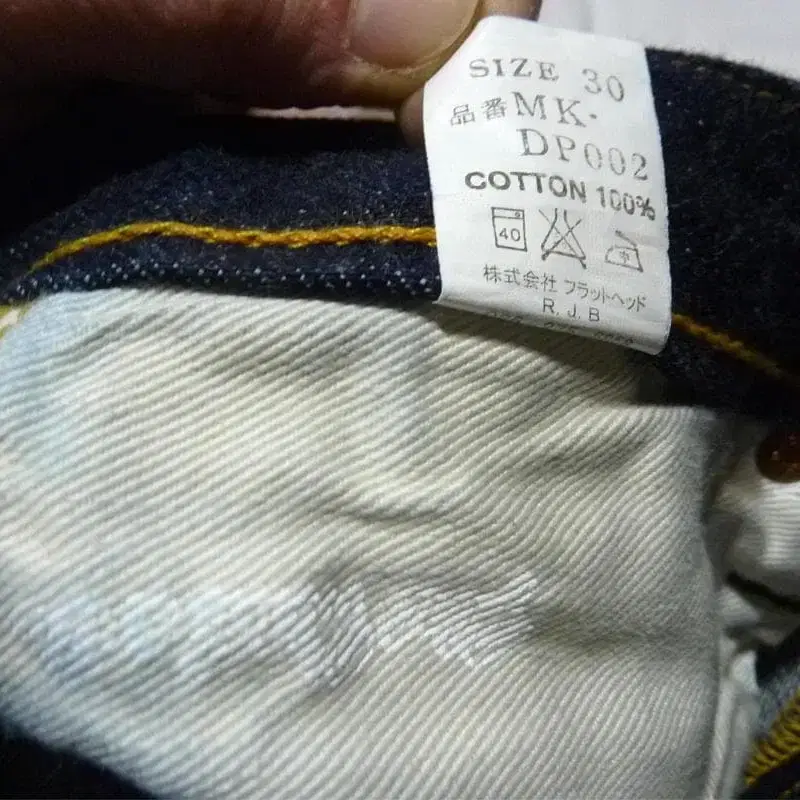 SIZE 30
品番MK·
DP002
COTTON 100%
40
株式会社 フラットヘッド
R.J.B